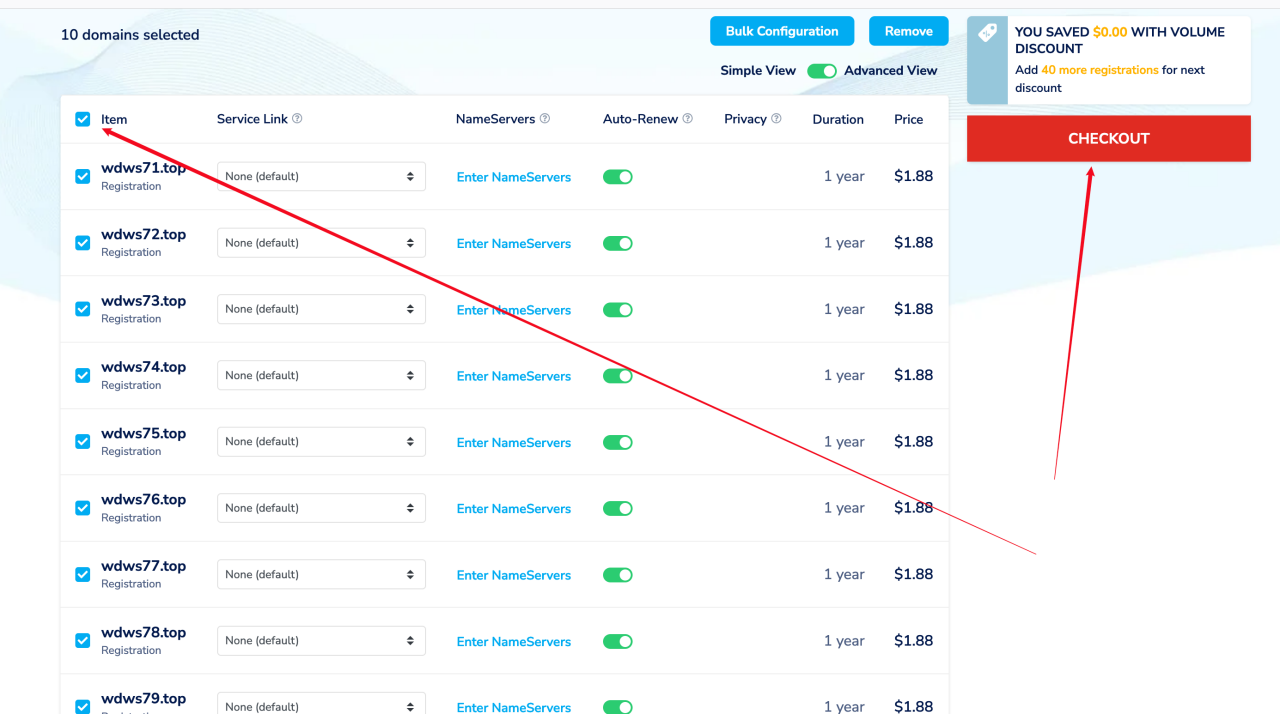 10 domains selected
Bulk Configuration
Remove
Simple View
Advanced View
YOU SAVED $0.00 WITH VOLUME
DISCOUNT
Add 40 more registrations for next
discount
CHECKOUT
Item Service Link NameServers Auto-Renew Privacy Duration Price
wdws71.top
Registration
None (default) Enter NameServers 1 year $1.88
wdws72.top
Registration
None (default) Enter NameServers 1 year $1.88
wdws73.top
Registration
None (default) Enter NameServers 1 year $1.88
wdws74.top
Registration
None (default) Enter NameServers 1 year $1.88
wdws75.top
Registration
None (default) Enter NameServers 1 year $1.88
wdws76.top
Registration
None (default) Enter NameServers 1 year $1.88
wdws77.top
Registration
None (default) Enter NameServers 1 year $1.88
wdws78.top
Registration
None (default) Enter NameServers 1 year $1.88
wdws79.top
None (default) Enter NameServers 1 year $1.88